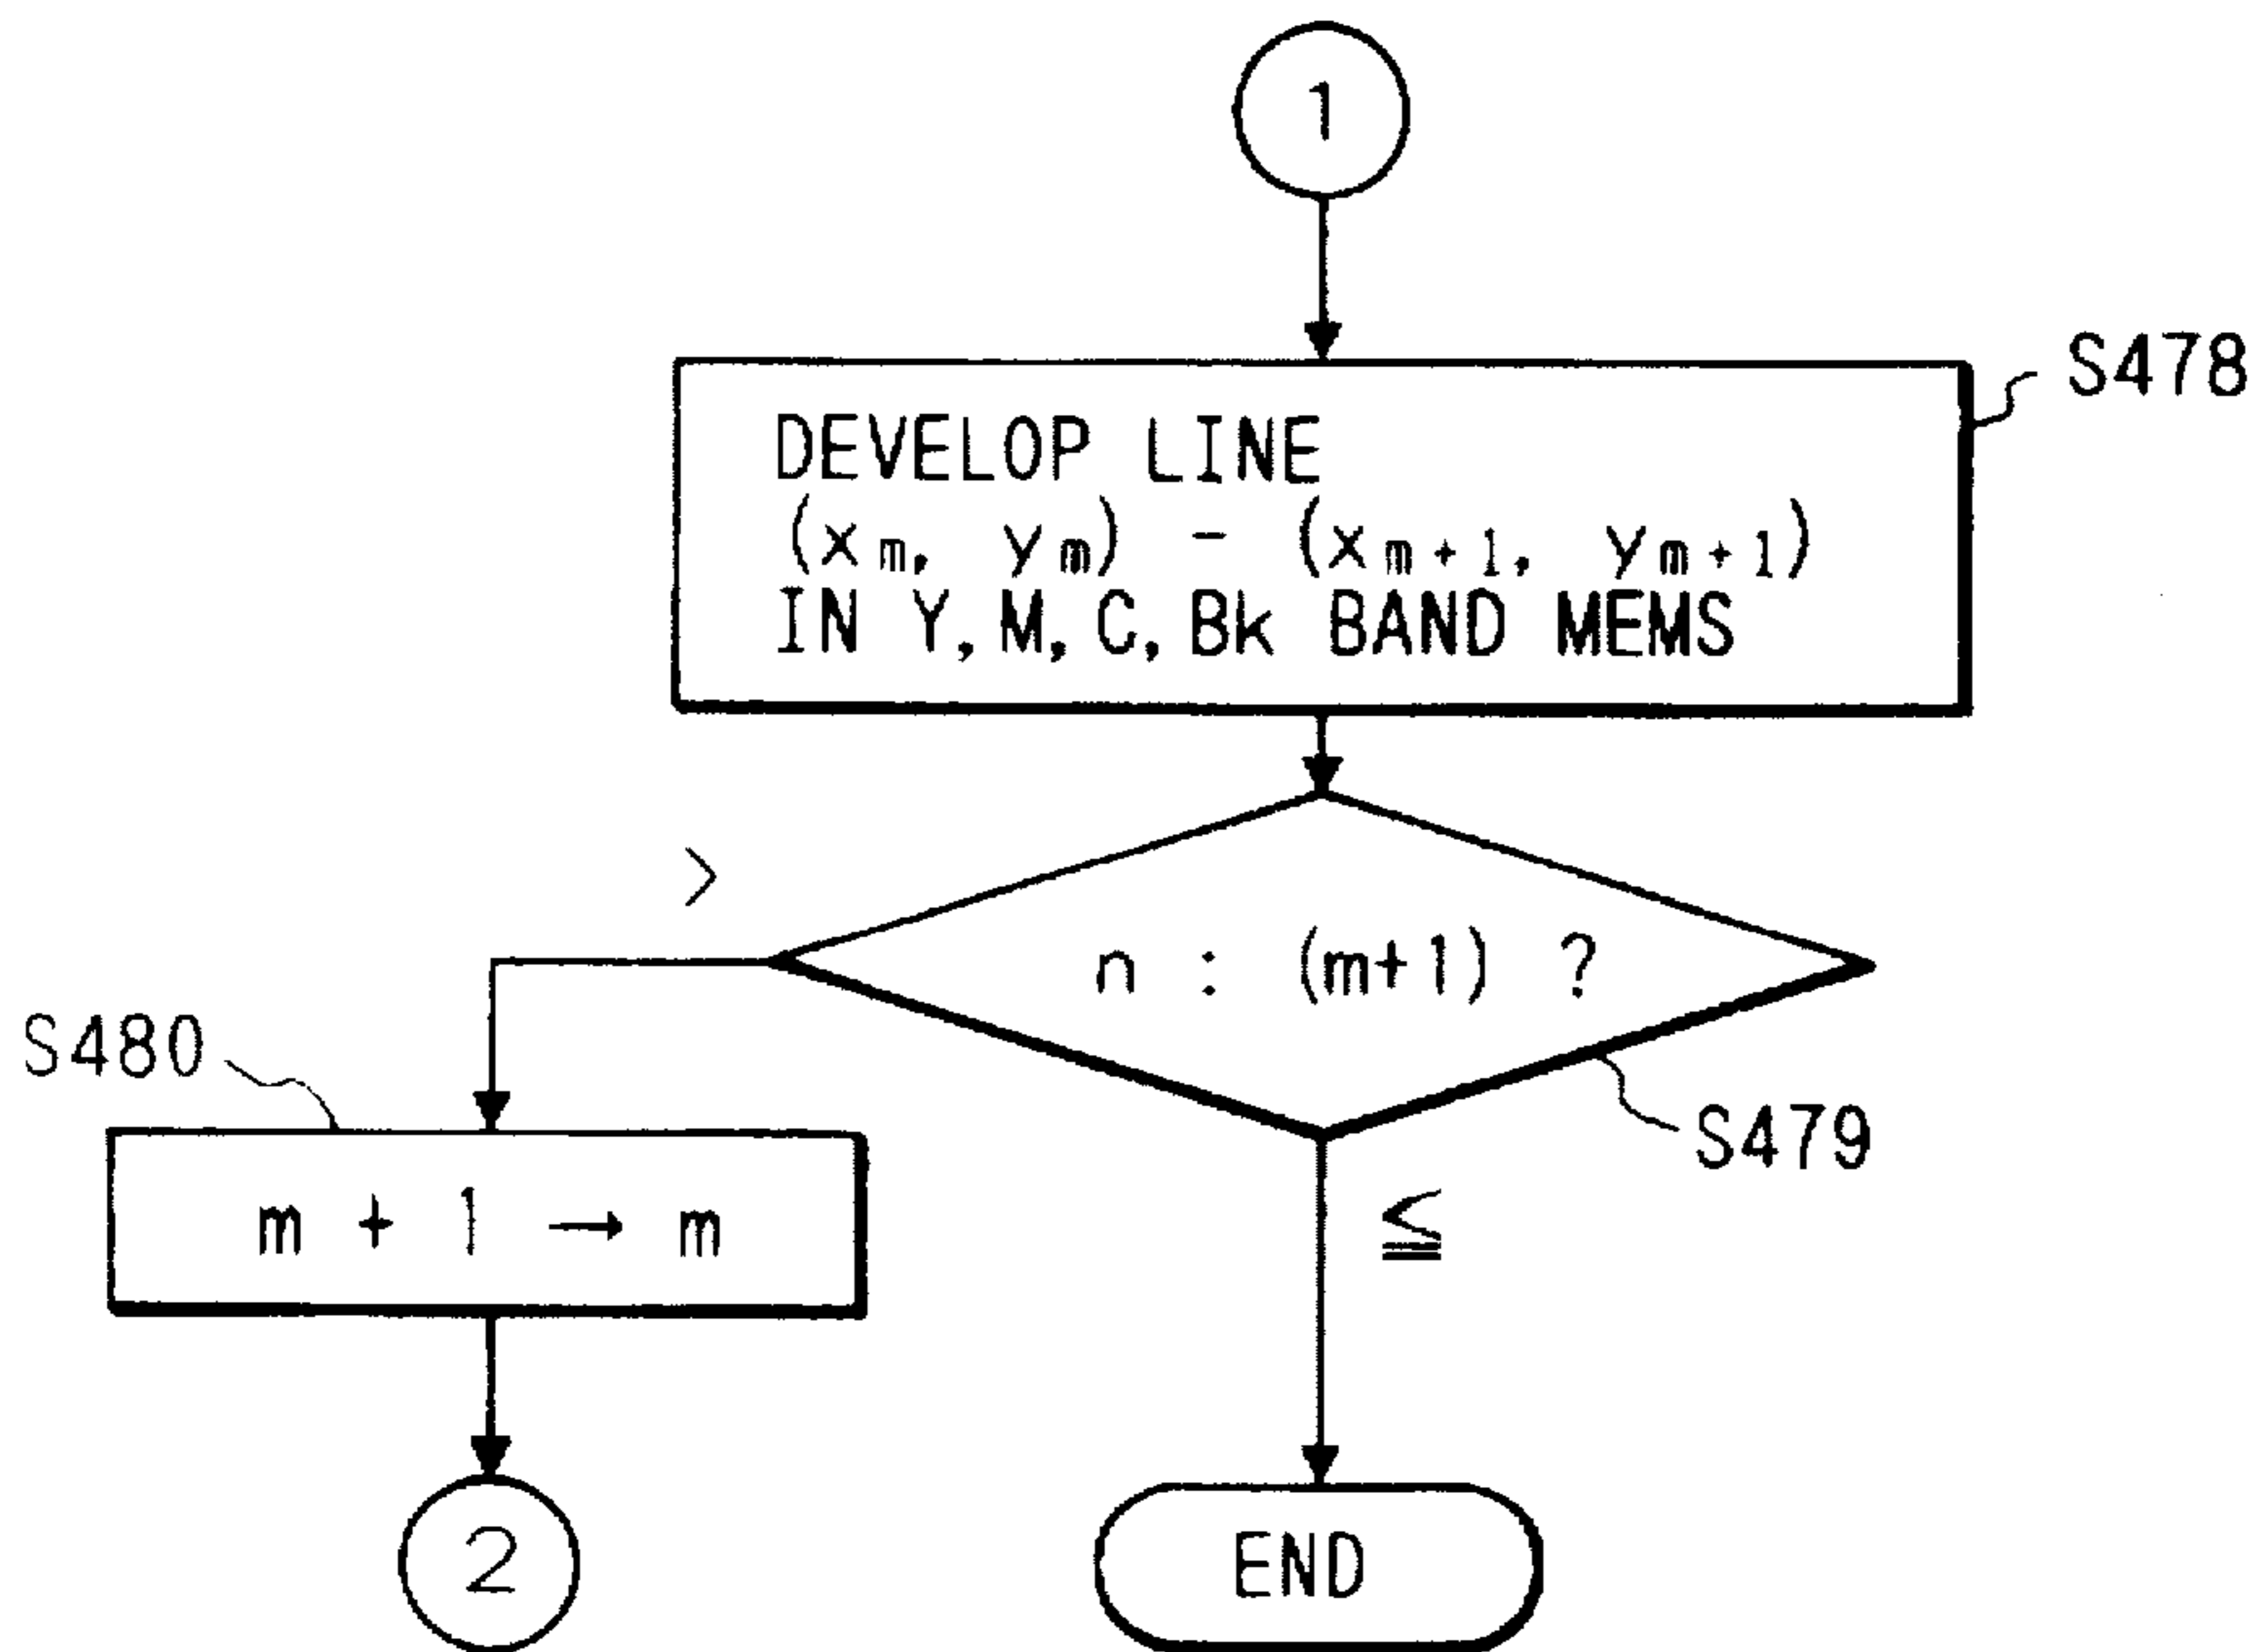 1
S478
DEVELOP LINE
(xₘ, yₘ) - (xₘ₊₁, yₘ₊₁)
IN Y, M, C, Bk BAND MEMS
>
n : (m+1) ?
S480
S479
m + 1 → m
≦
2
END